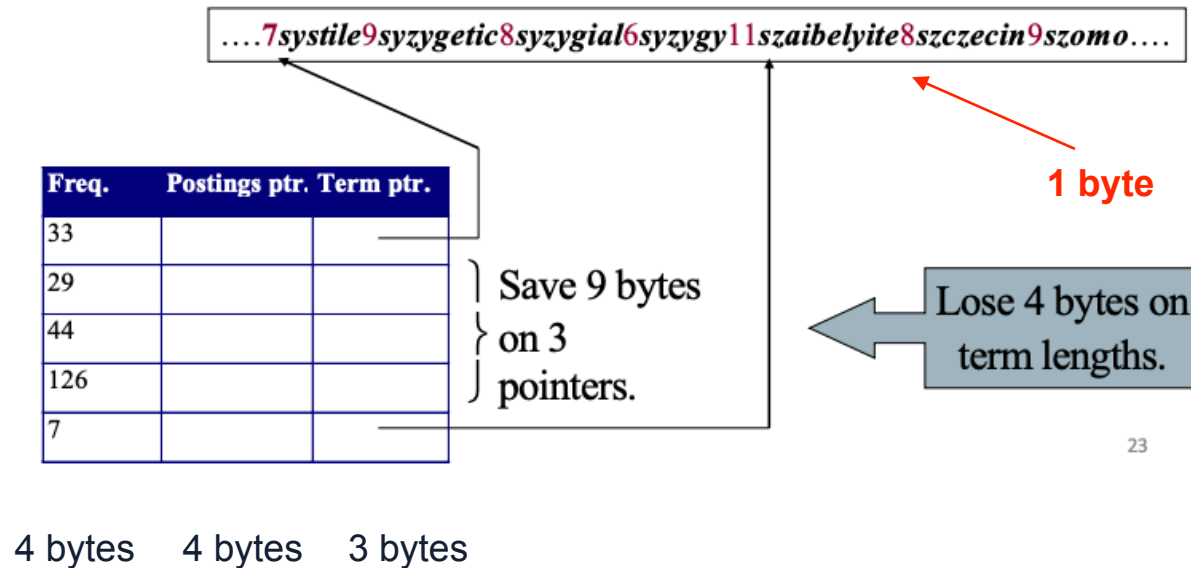 ....7systile9syzygetic8syzygial6syzygy11szaibelyite8szczecin9szomo....
1 byte
Freq. Postings ptr. Term ptr.
33
29
44
126
7
Save 9 bytes
on 3
pointers.
Lose 4 bytes on
term lengths.
23
4 bytes 4 bytes 3 bytes